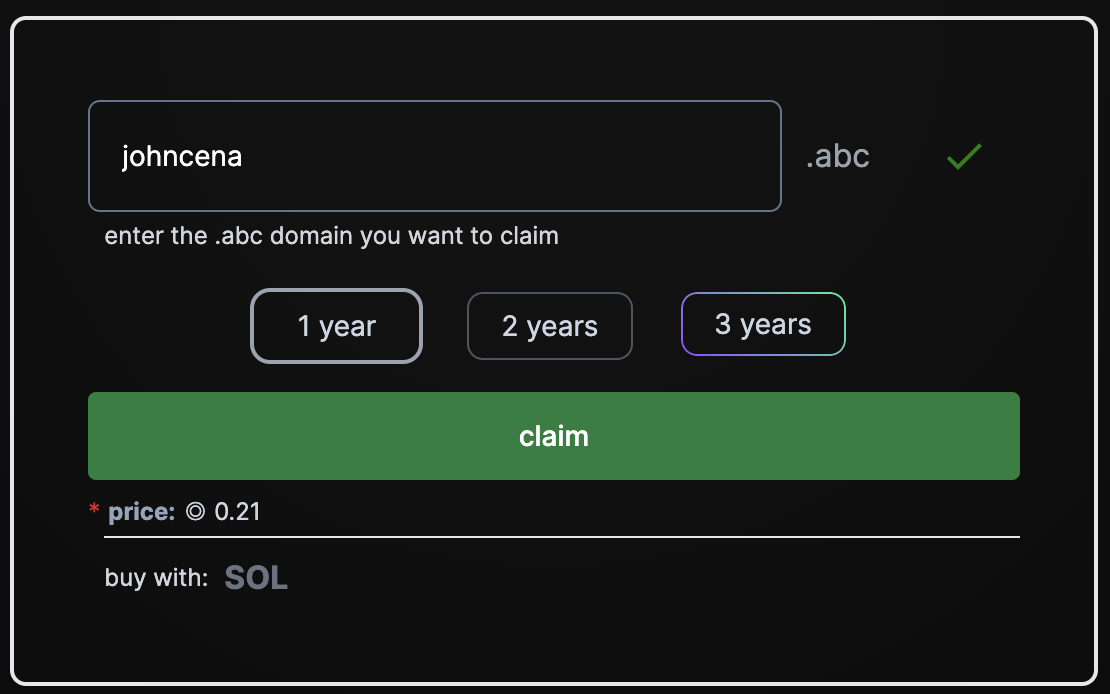 johncena .abc
enter the .abc domain you want to claim
1 year 2 years 3 years
claim
* price: ◎ 0.21
buy with: SOL